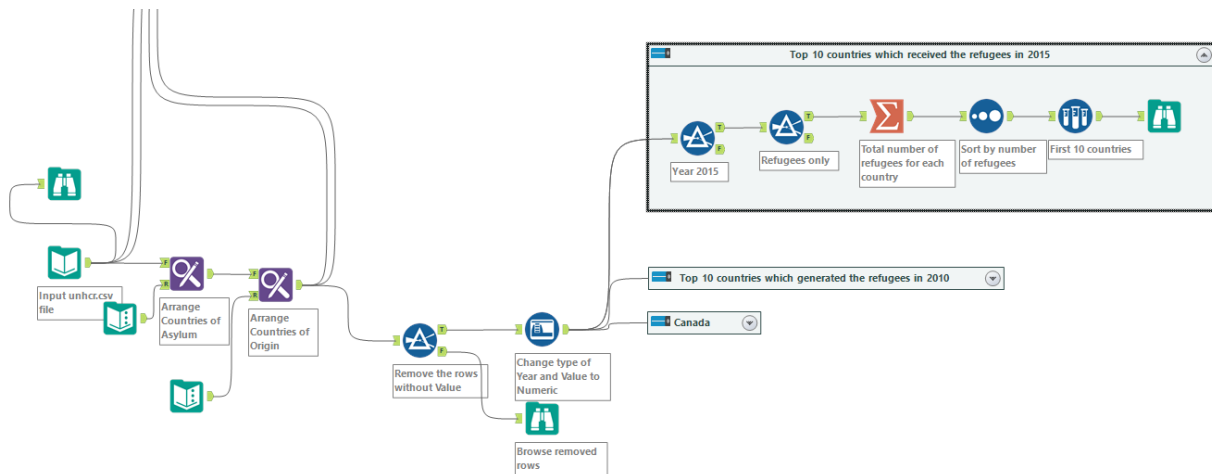 Top 10 countries which received the refugees in 2015
T
F
Year 2015
T
F
Refugees only
Total number of
refugees for each
country
Sort by number
of refugees
First 10 countries
Input unhcr.csv
file
F
R
Arrange
Countries of
Asylum
F
R
Arrange
Countries of
Origin
Top 10 countries which generated the refugees in 2010
Canada
T
F
Remove the rows
without Value
Change type of
Year and Value to
Numeric
Browse removed
rows